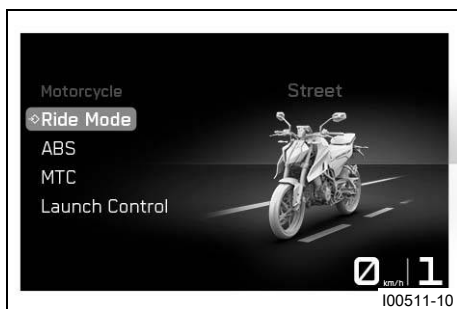 Motorcycle
Street
Ride Mode
ABS
MTC
Launch Control
0 km/h 1
I00511-10